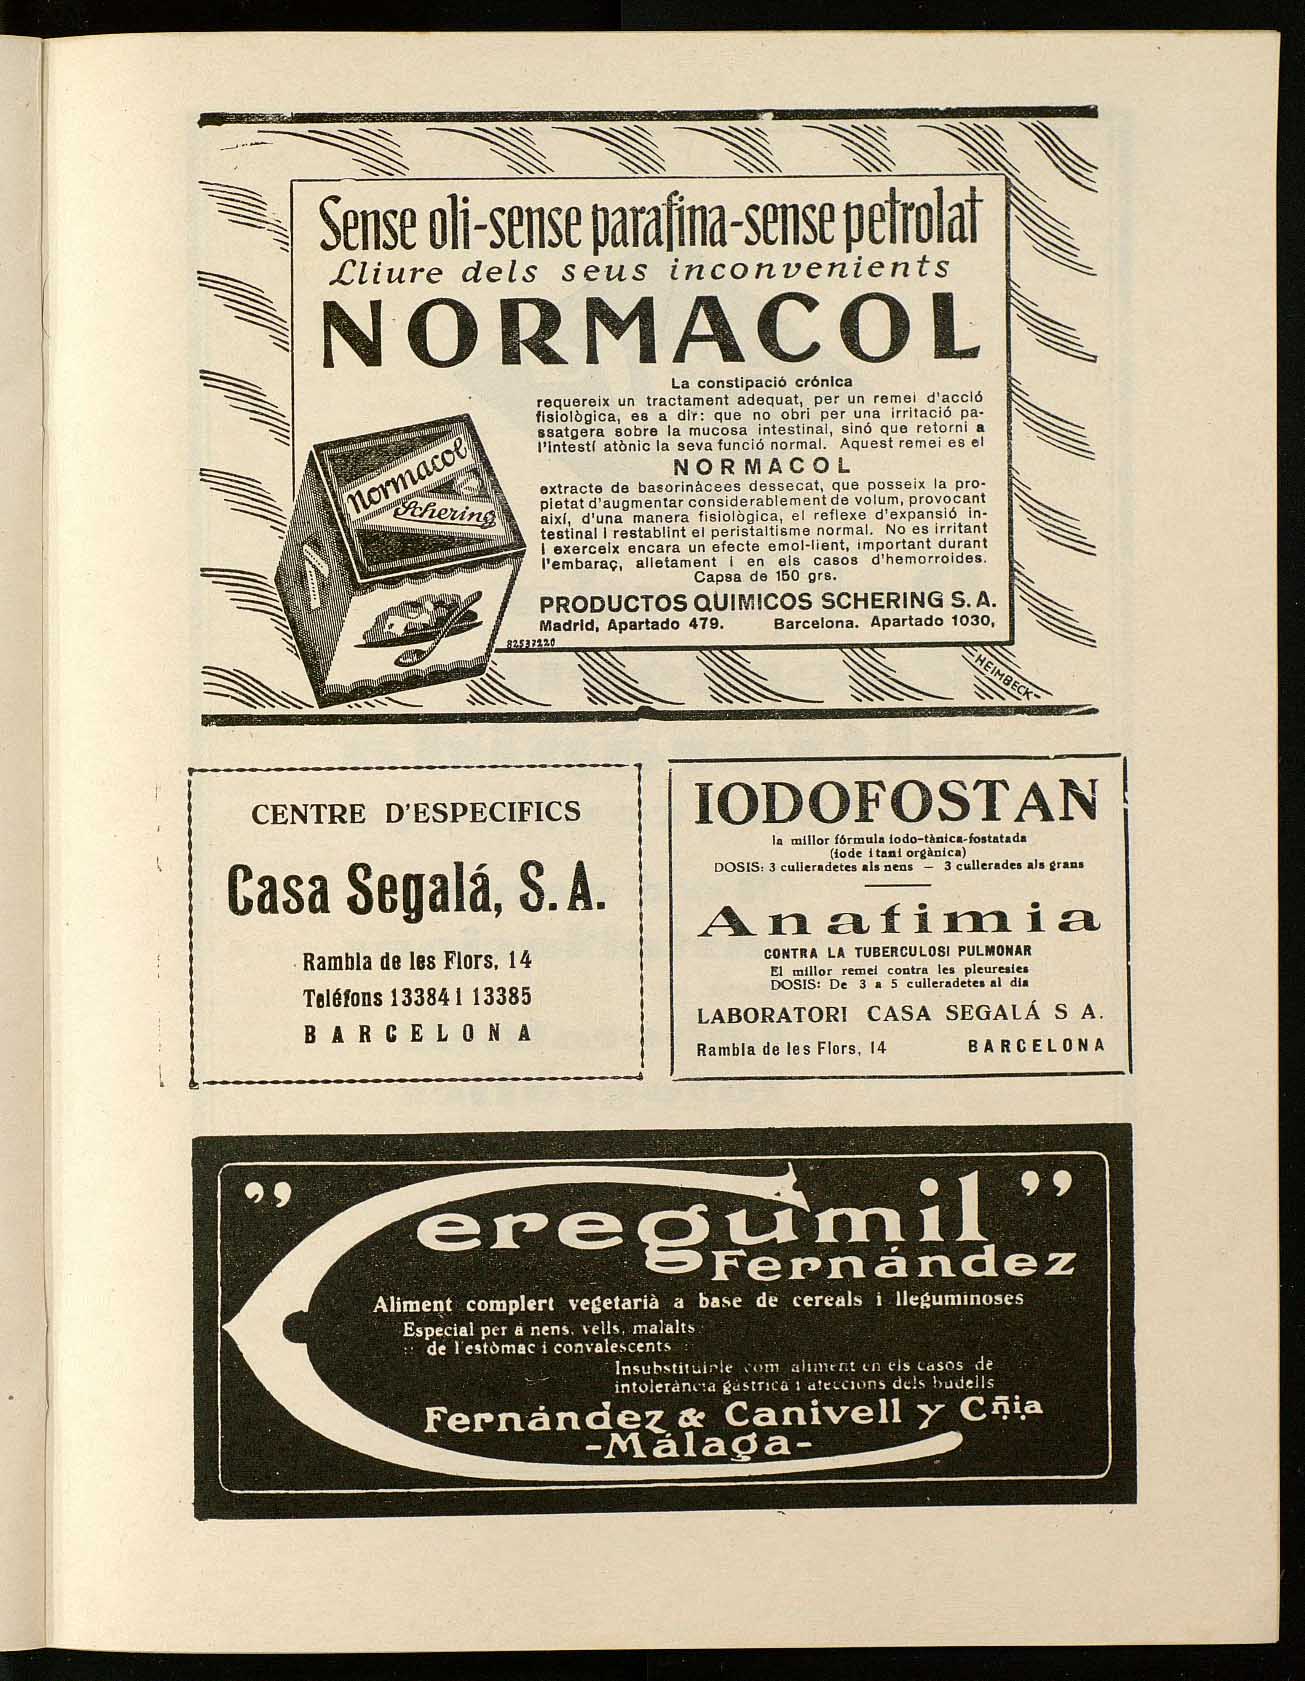 Sense oli-sense parafina-sense petrolat
Lliure dels seus inconvenients
NORMACOL
La constipació crónica
requereix un tractament adequat, per un remei d'acció
fisiològica, es a dir: que no obri per una irritació pa-
ssatgera sobre la mucosa intestinal, sinó que retorni a
l'intestí atònic la seva funció normal. Aquest remei es el
NORMACOL
extracte de basorinàcees dessecat, que posseix la pro-
pietat d'augmentar considerablement de volum, provocant
així, d'una manera fisiològica, el reflexe d'expansió in-
testinal i restablint el peristaltisme normal. No es irritant
i exerceix encara un efecte emol-lient, important durant
l'embaraç, alletament i en els casos d'hemorroides.
Capsa de 150 grs.
PRODUCTOS QUIMICOS SCHERING S. A.
Madrid, Apartado 479. Barcelona. Apartado 1030,
Normacol
Schering
82537220
HEIMBECK
CENTRE D'ESPECIFICS
Casa Segalá, S. A.
Rambla de les Flors, 14
Teléfons 13384 i 13385
BARCELONA
IODOFOSTAN
la millor fórmula iodo-tànica-fostatada
(iode i tani orgànica)
DOSIS: 3 culleradetes als nens — 3 cullerades als grans
Anafimia
CONTRA LA TUBERCULOSI PULMONAR
El millor remei contra les pleuresies
DOSIS: De 3 a 5 culleradetes al dia
LABORATORI CASA SEGALÁ S A.
Rambla de les Flors, 14 BARCELONA
"Ceregumil"
Fernández
Aliment complert vegetarià a base de cereals i lleguminoses
Especial per a nens, vells, malalts
:: de l'estòmac i convalescents :
Insubstituible com aliment en els casos de
intolerància gàstrica i afeccions dels budells
Fernández & Canivell y Cñia.
-Málaga-